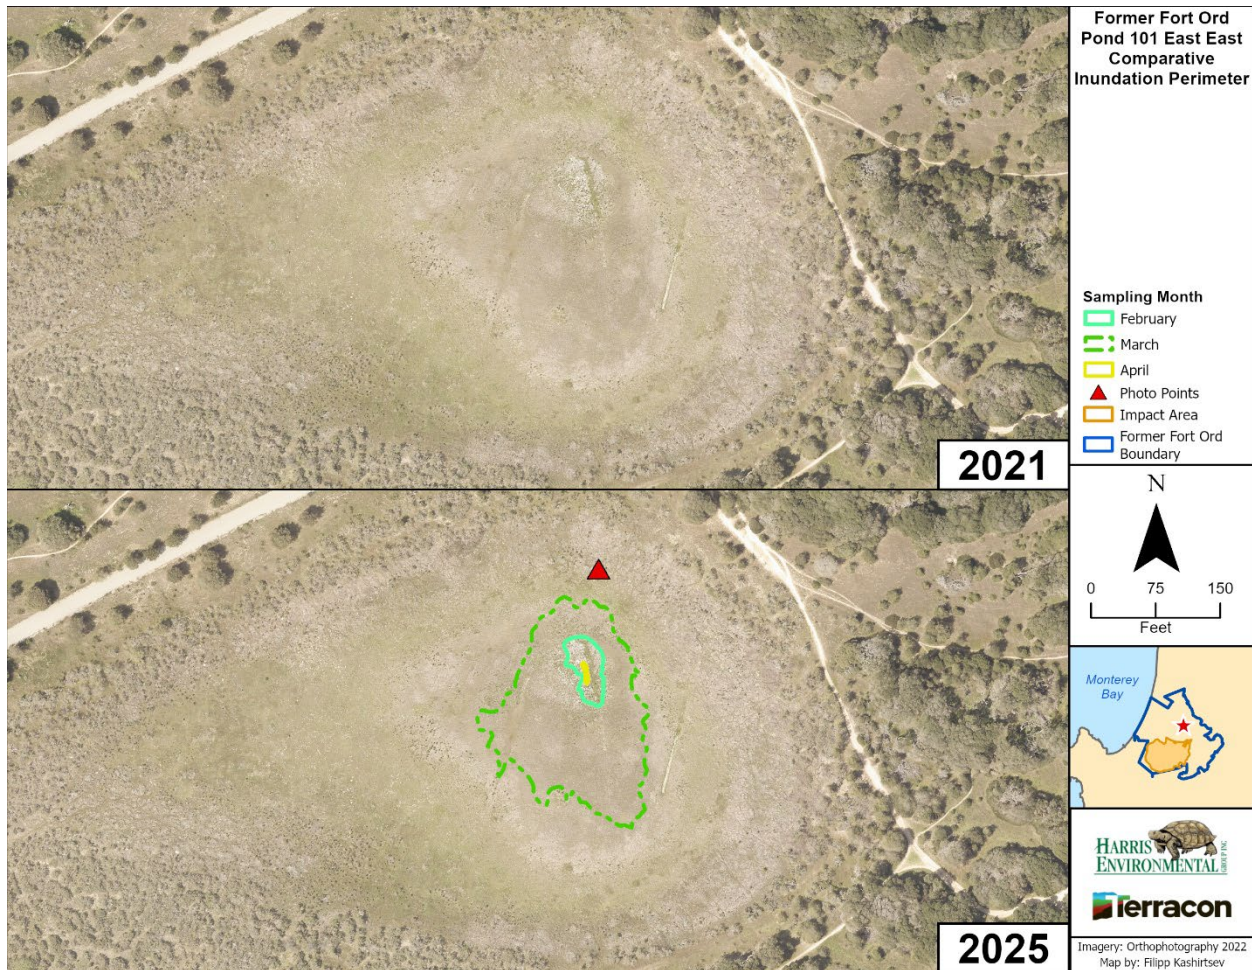 Former Fort Ord
Pond 101 East East
Comparative
Inundation Perimeter
Sampling Month
February
March
April
Photo Points
Impact Area
Former Fort Ord
Boundary
2021
N
0 75 150
Feet
Monterey
Bay
HARRIS
ENVIRONMENTAL
GROUP INC
Terracon
2025
Imagery: Orthophotography 2022
Map by: Filipp Kashirtsev